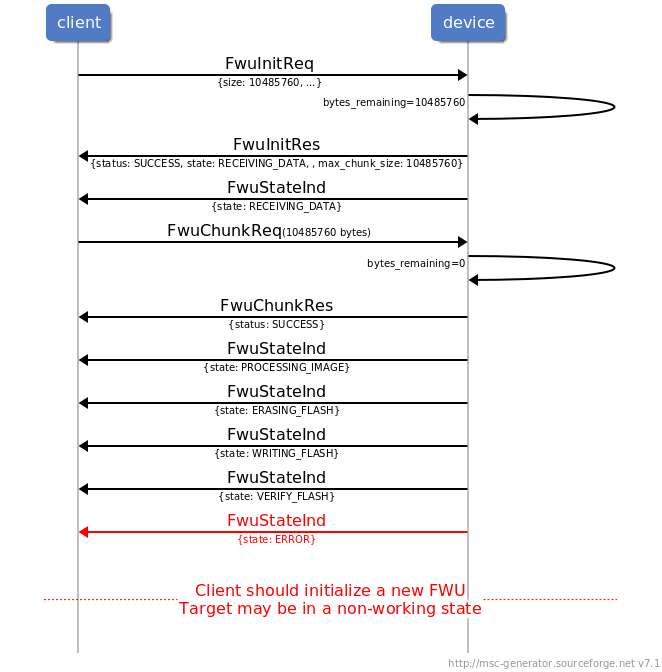 client
device
FwuInitReq
{size: 10485760, ...}
bytes_remaining=10485760
FwuInitRes
{status: SUCCESS, state: RECEIVING_DATA, , max_chunk_size: 10485760}
FwuStateInd
{state: RECEIVING_DATA}
FwuChunkReq(10485760 bytes)
bytes_remaining=0
FwuChunkRes
{status: SUCCESS}
FwuStateInd
{state: PROCESSING_IMAGE}
FwuStateInd
{state: ERASING_FLASH}
FwuStateInd
{state: WRITING_FLASH}
FwuStateInd
{state: VERIFY_FLASH}
FwuStateInd
{state: ERROR}
Client should initialize a new FWU
Target may be in a non-working state
http://msc-generator.sourceforge.net v7.1